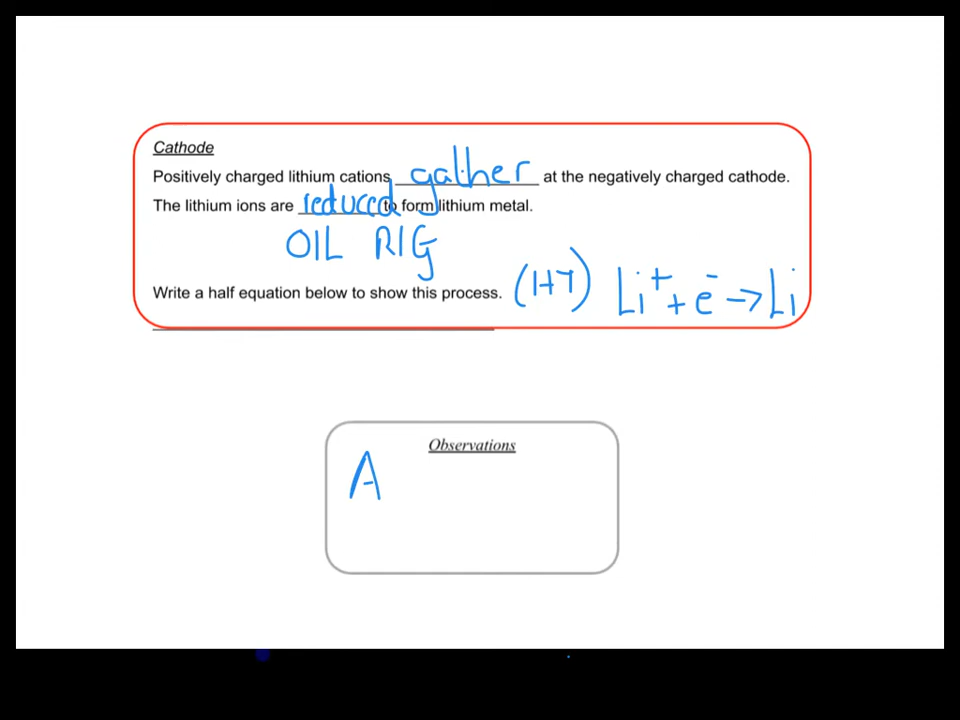 Cathode
Positively charged lithium cations gather at the negatively charged cathode.
The lithium ions are reduced to form lithium metal.
OIL RIG
Write a half equation below to show this process. (HT) Li⁺ + e⁻ → Li
Observations
A